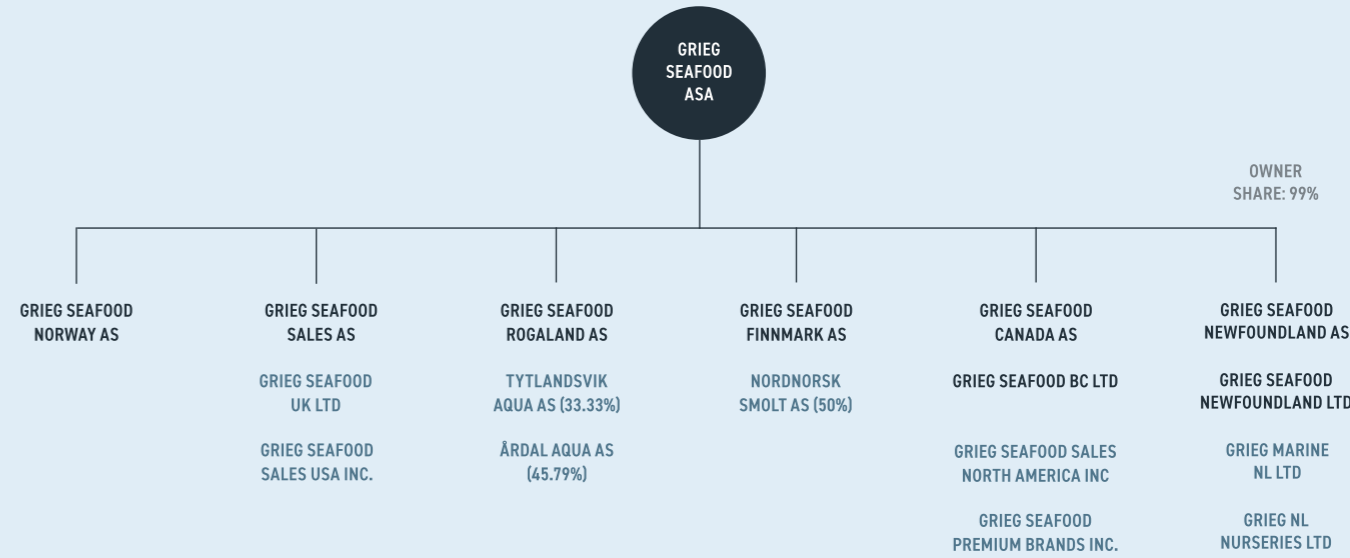 GRIEG
SEAFOOD
ASA
OWNER
SHARE: 99%
GRIEG SEAFOOD
NORWAY AS
GRIEG SEAFOOD
SALES AS
GRIEG SEAFOOD
UK LTD
GRIEG SEAFOOD
SALES USA INC.
GRIEG SEAFOOD
ROGALAND AS
TYTLANDSVIK
AQUA AS (33.33%)
ÅRDAL AQUA AS
(45.79%)
GRIEG SEAFOOD
FINNMARK AS
NORDNORSK
SMOLT AS (50%)
GRIEG SEAFOOD
CANADA AS
GRIEG SEAFOOD BC LTD
GRIEG SEAFOOD SALES
NORTH AMERICA INC
GRIEG SEAFOOD
PREMIUM BRANDS INC.
GRIEG SEAFOOD
NEWFOUNDLAND AS
GRIEG SEAFOOD
NEWFOUNDLAND LTD
GRIEG MARINE
NL LTD
GRIEG NL
NURSERIES LTD